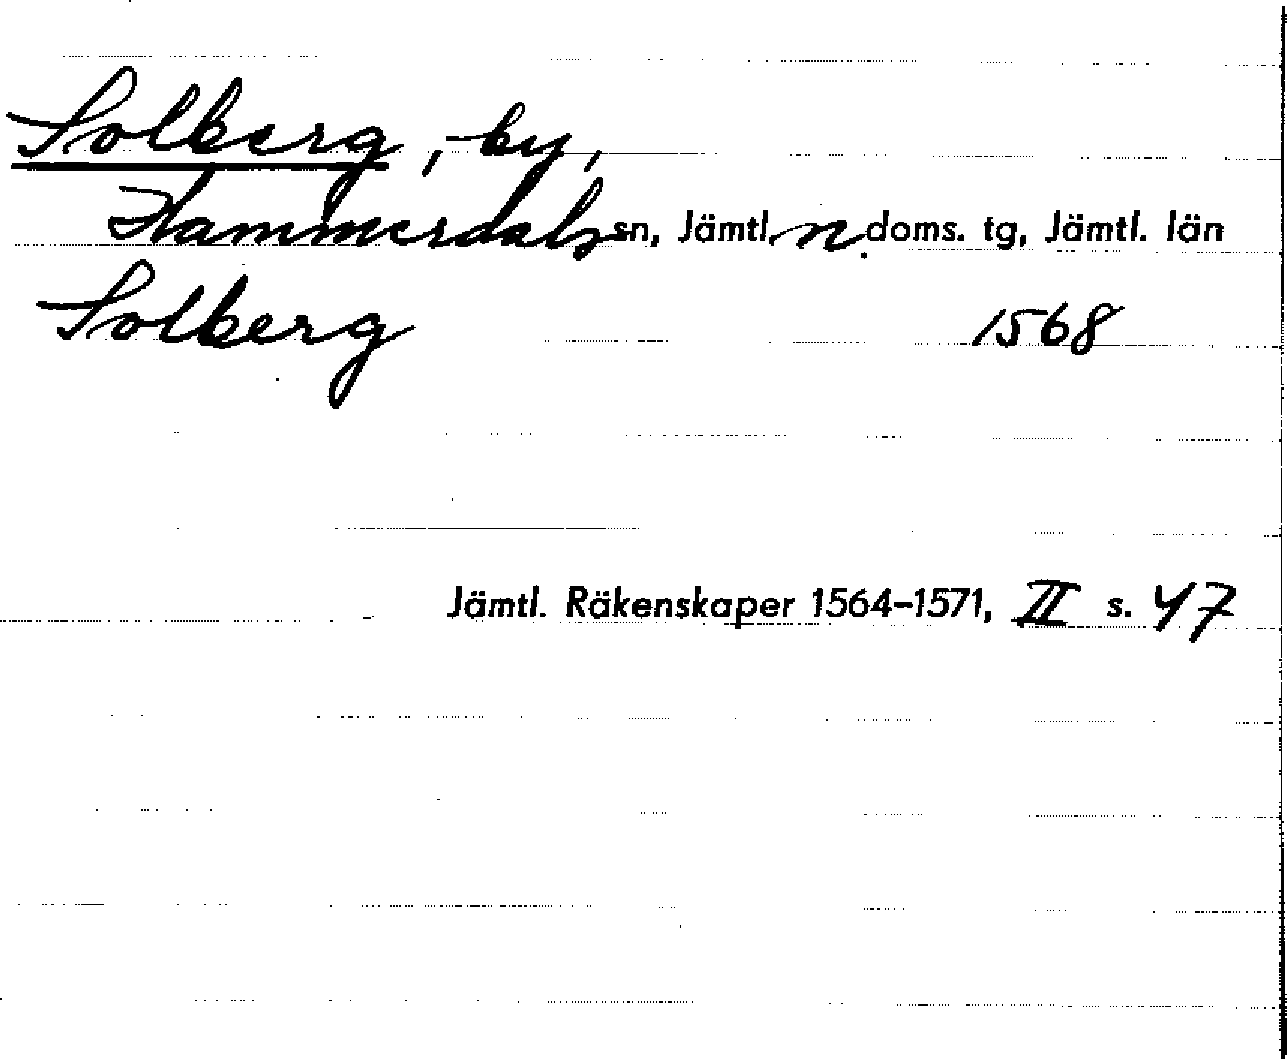 Solberg, by,
Hammerdals sn, Jämtl. n. doms. tg, Jämtl. län
Solberg 1568
Jämtl. Räkenskaper 1564-1571, II s. 47